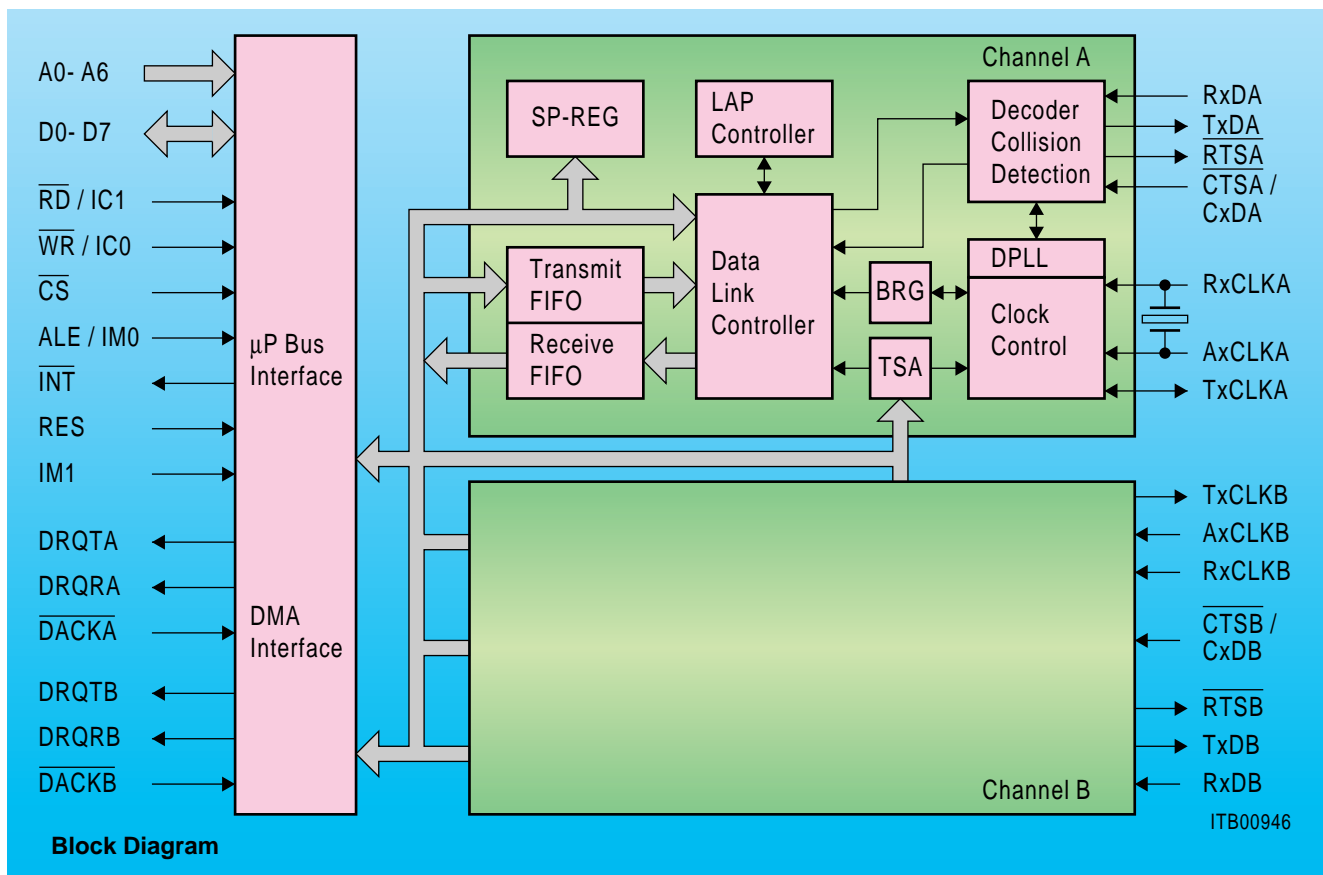 A0- A6
D0- D7
RD / IC1
WR / IC0
CS
ALE / IM0
INT
RES
IM1
DRQTA
DRQRA
DACKA
DRQTB
DRQRB
DACKB
μP Bus
Interface
DMA
Interface
Channel A
SP-REG
LAP
Controller
Decoder
Collision
Detection
Transmit
FIFO
Receive
FIFO
Data
Link
Controller
BRG
TSA
DPLL
Clock
Control
RxDA
TxDA
RTSA
CTSA /
CxDA
RxCLKA
AxCLKA
TxCLKA
Channel B
TxCLKB
AxCLKB
RxCLKB
CTSB /
CxDB
RTSB
TxDB
RxDB
ITB00946
Block Diagram